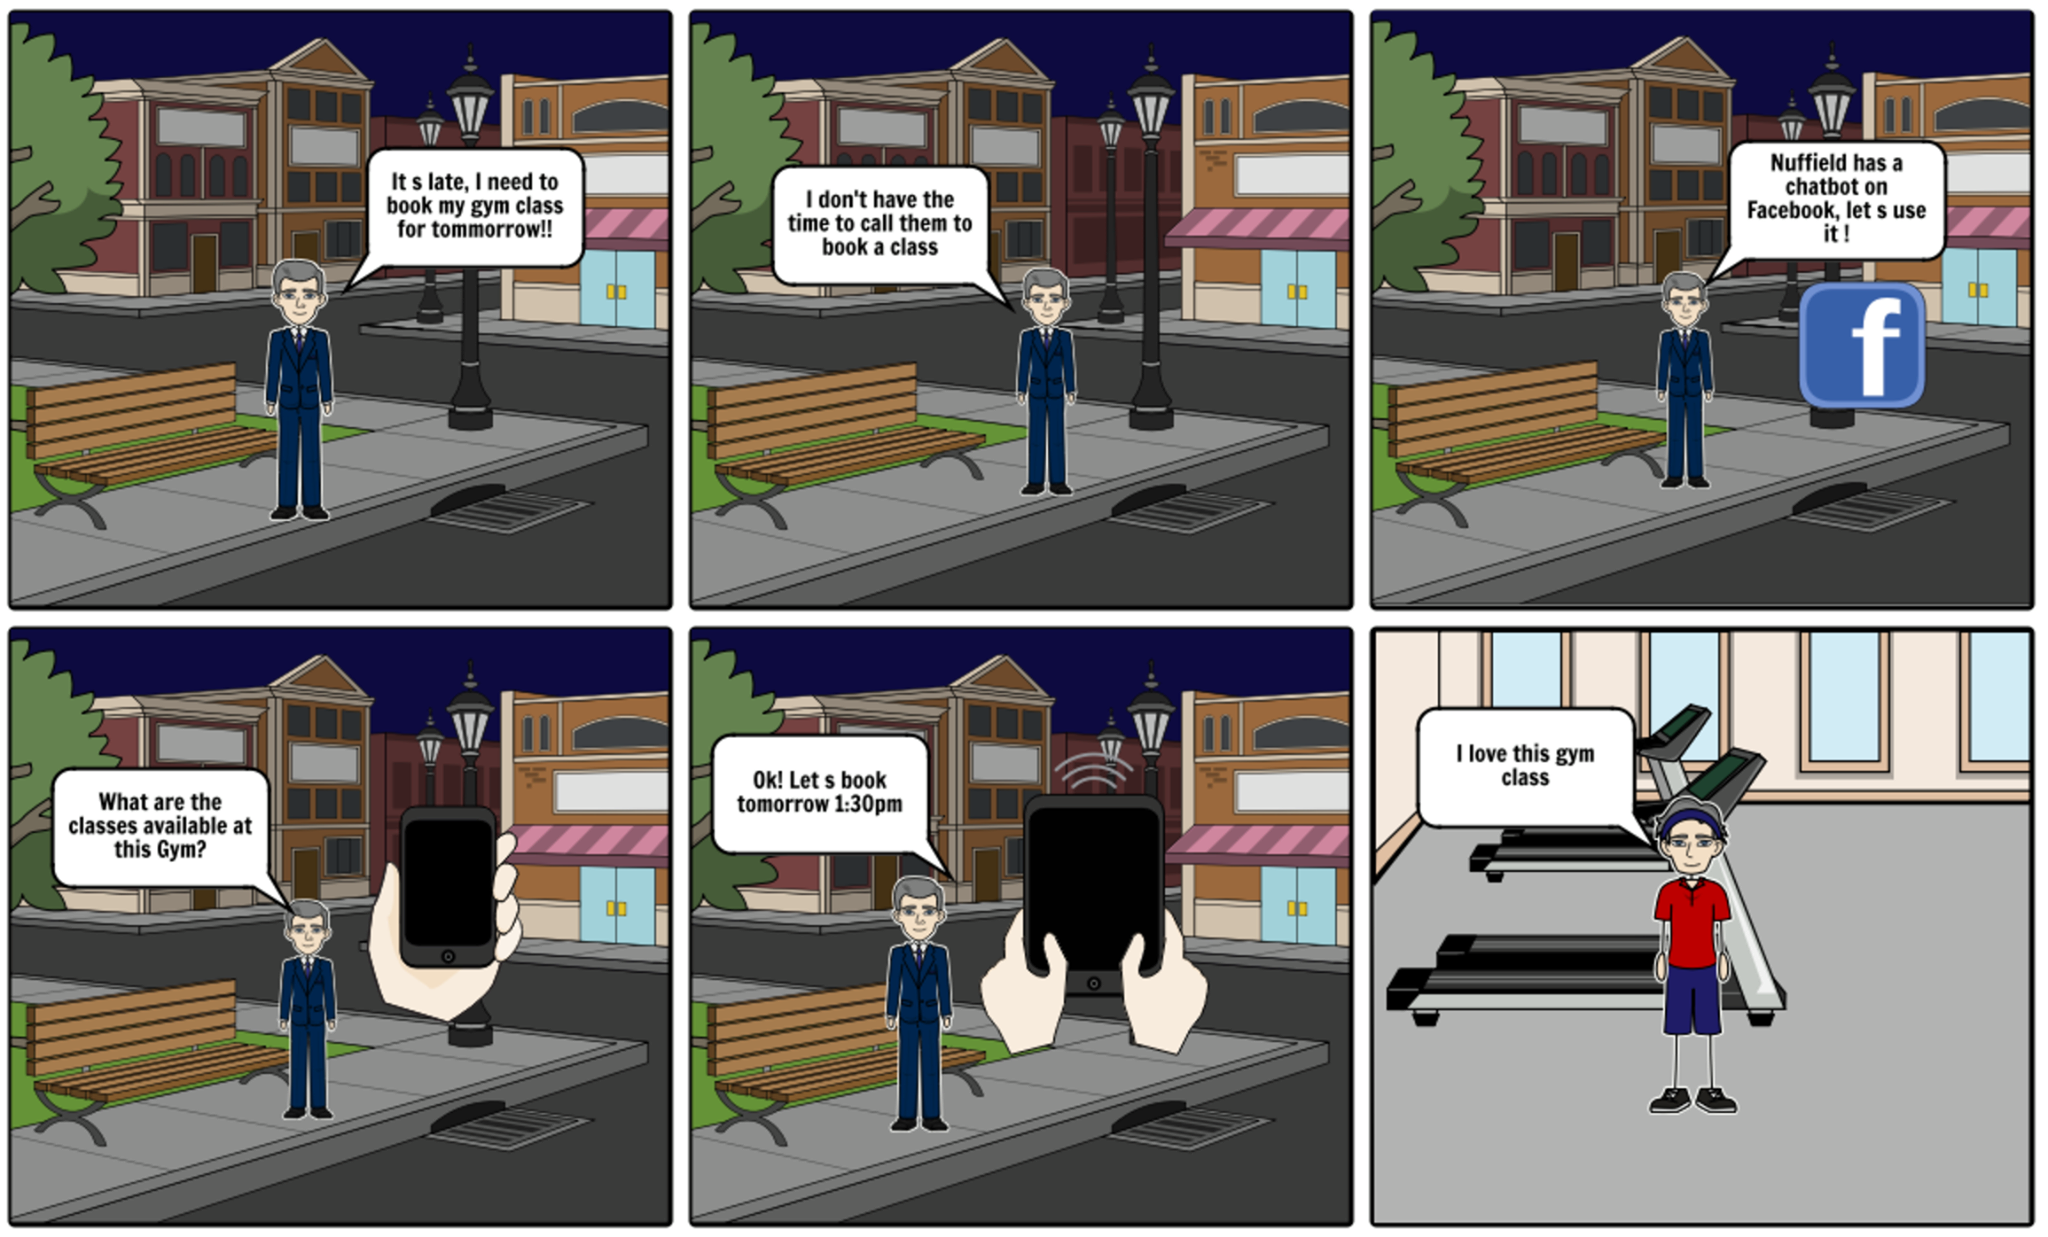 It s late, I need to
book my gym class
for tommorrow!!
I don't have the
time to call them to
book a class
Nuffield has a
chatbot on
Facebook, let s use
it !
f
What are the
classes available at
this Gym?
Ok! Let s book
tomorrow 1:30pm
I love this gym
class